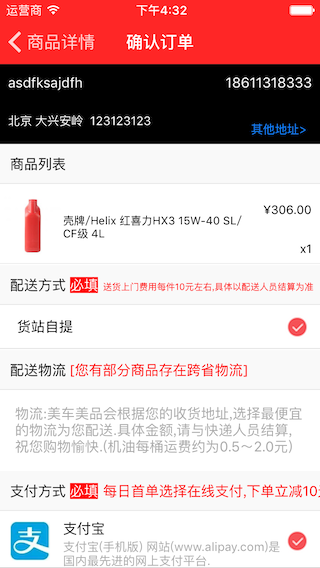 运营商 下午4:32
商品详情 确认订单
asdfksajdfh 18611318333
北京 大兴安岭 123123123
其他地址>
商品列表
¥306.00
壳牌/Helix 红喜力HX3 15W-40 SL/
CF级 4L
x1
配送方式 必填 送货上门费用每件10元左右,具体以配送人员结算为准
货站自提
配送物流 [您有部分商品存在跨省物流]
物流:美车美品会根据您的收货地址,选择最便宜
的物流为您配送.具体金额,请与快递人员结算,
祝您购物愉快.(机油每桶运费约为0.5～2.0元)
支付方式 必填 每日首单选择在线支付,下单立减10
支付宝
支付宝(手机版) 网站(www.alipay.com)是
国内最先进的网上支付平台.